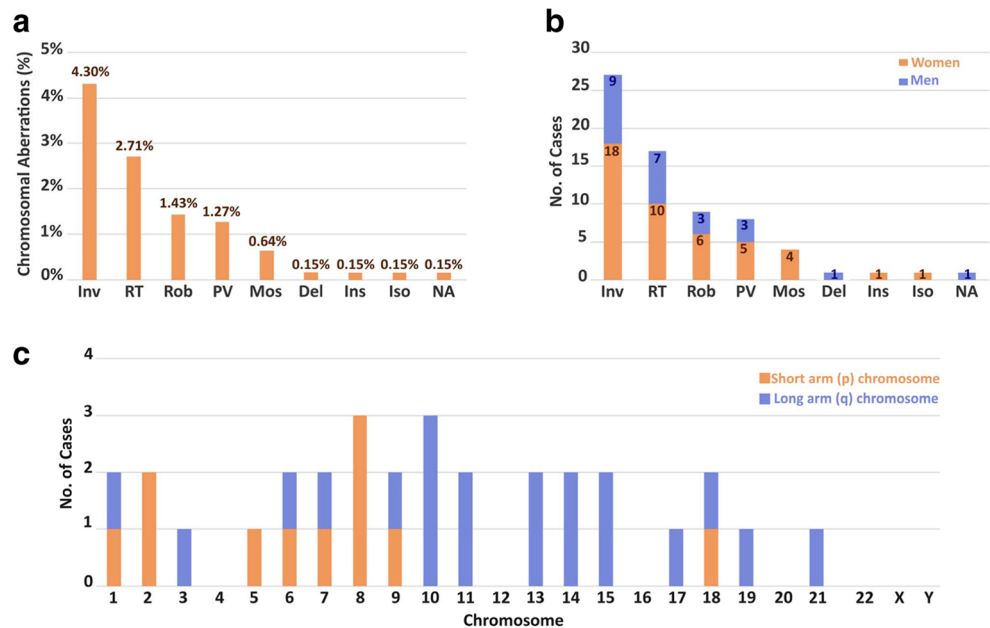 a
Chromosomal Aberrations (%)
5%
4%
3%
2%
1%
0%
4.30%
2.71%
1.43%
1.27%
0.64%
0.15%
0.15%
0.15%
0.15%
Inv RT Rob PV Mos Del Ins Iso NA
b
No. of Cases
30
25
20
15
10
5
0
Women
Men
9
18
7
10
3
6
3
5
4
1
1
1
1
Inv RT Rob PV Mos Del Ins Iso NA
c
No. of Cases
4
3
2
1
0
Short arm (p) chromosome
Long arm (q) chromosome
1 2 3 4 5 6 7 8 9 10 11 12 13 14 15 16 17 18 19 20 21 22 X Y
Chromosome